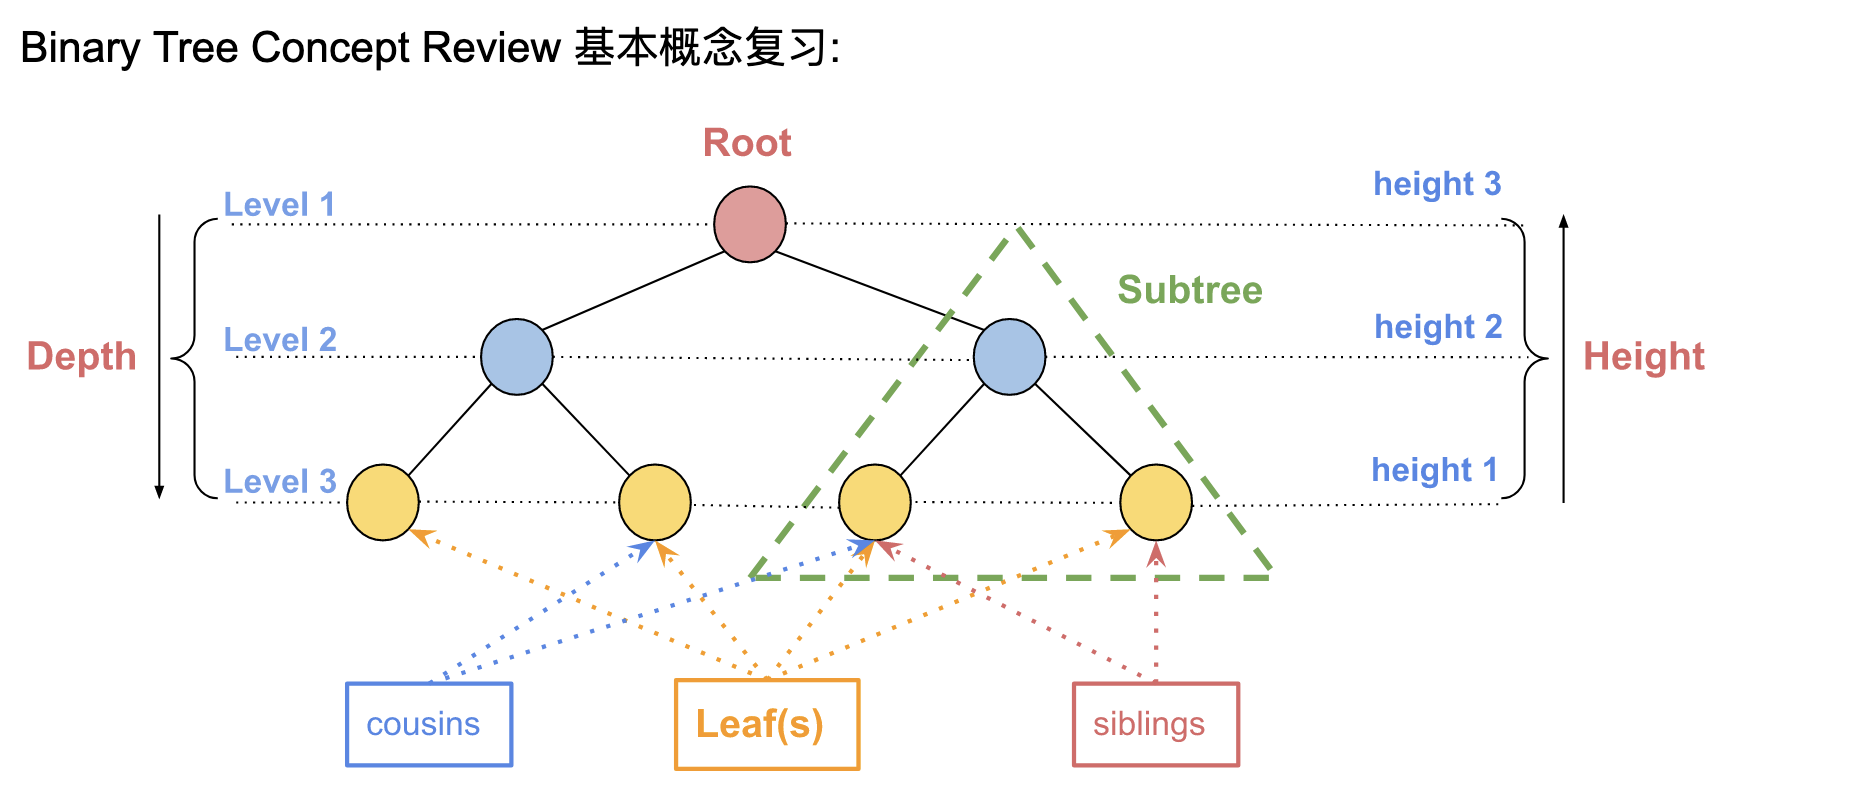 Binary Tree Concept Review 基本概念复习:
Root
Level 1
height 3
Subtree
Level 2
height 2
Depth
Height
Level 3
height 1
cousins
Leaf(s)
siblings